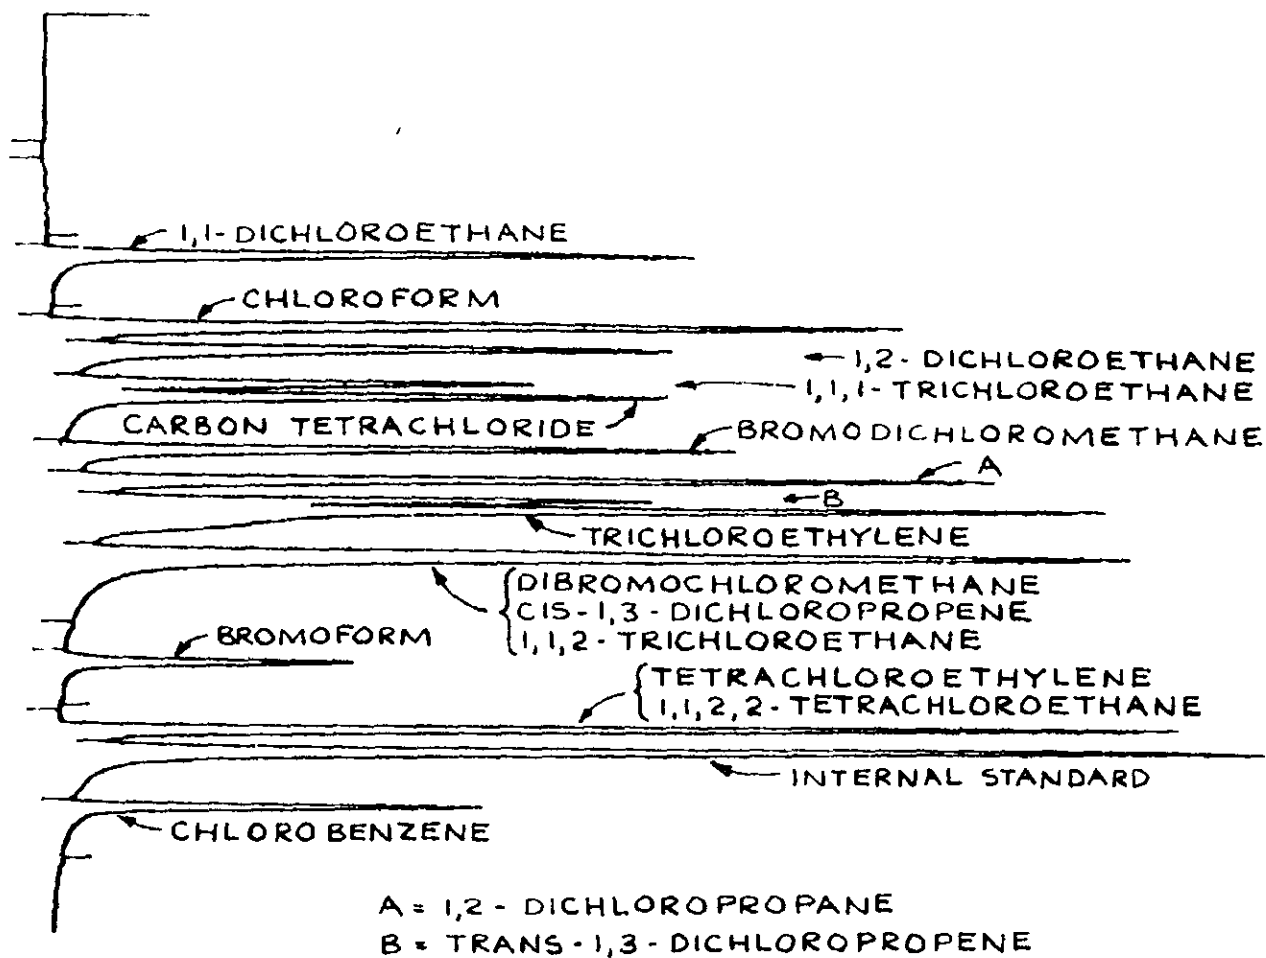 1,1-DICHLOROETHANE
CHLOROFORM
1,2-DICHLOROETHANE
1,1,1-TRICHLOROETHANE
CARBON TETRACHLORIDE
BROMODICHLOROMETHANE
A
B
TRICHLOROETHYLENE
DIBROMOCHLOROMETHANE
CIS-1,3-DICHLOROPROPENE
1,1,2-TRICHLOROETHANE
BROMOFORM
TETRACHLOROETHYLENE
1,1,2,2-TETRACHLOROETHANE
INTERNAL STANDARD
CHLOROBENZENE
A = 1,2-DICHLOROPROPANE
B = TRANS-1,3-DICHLOROPROPENE